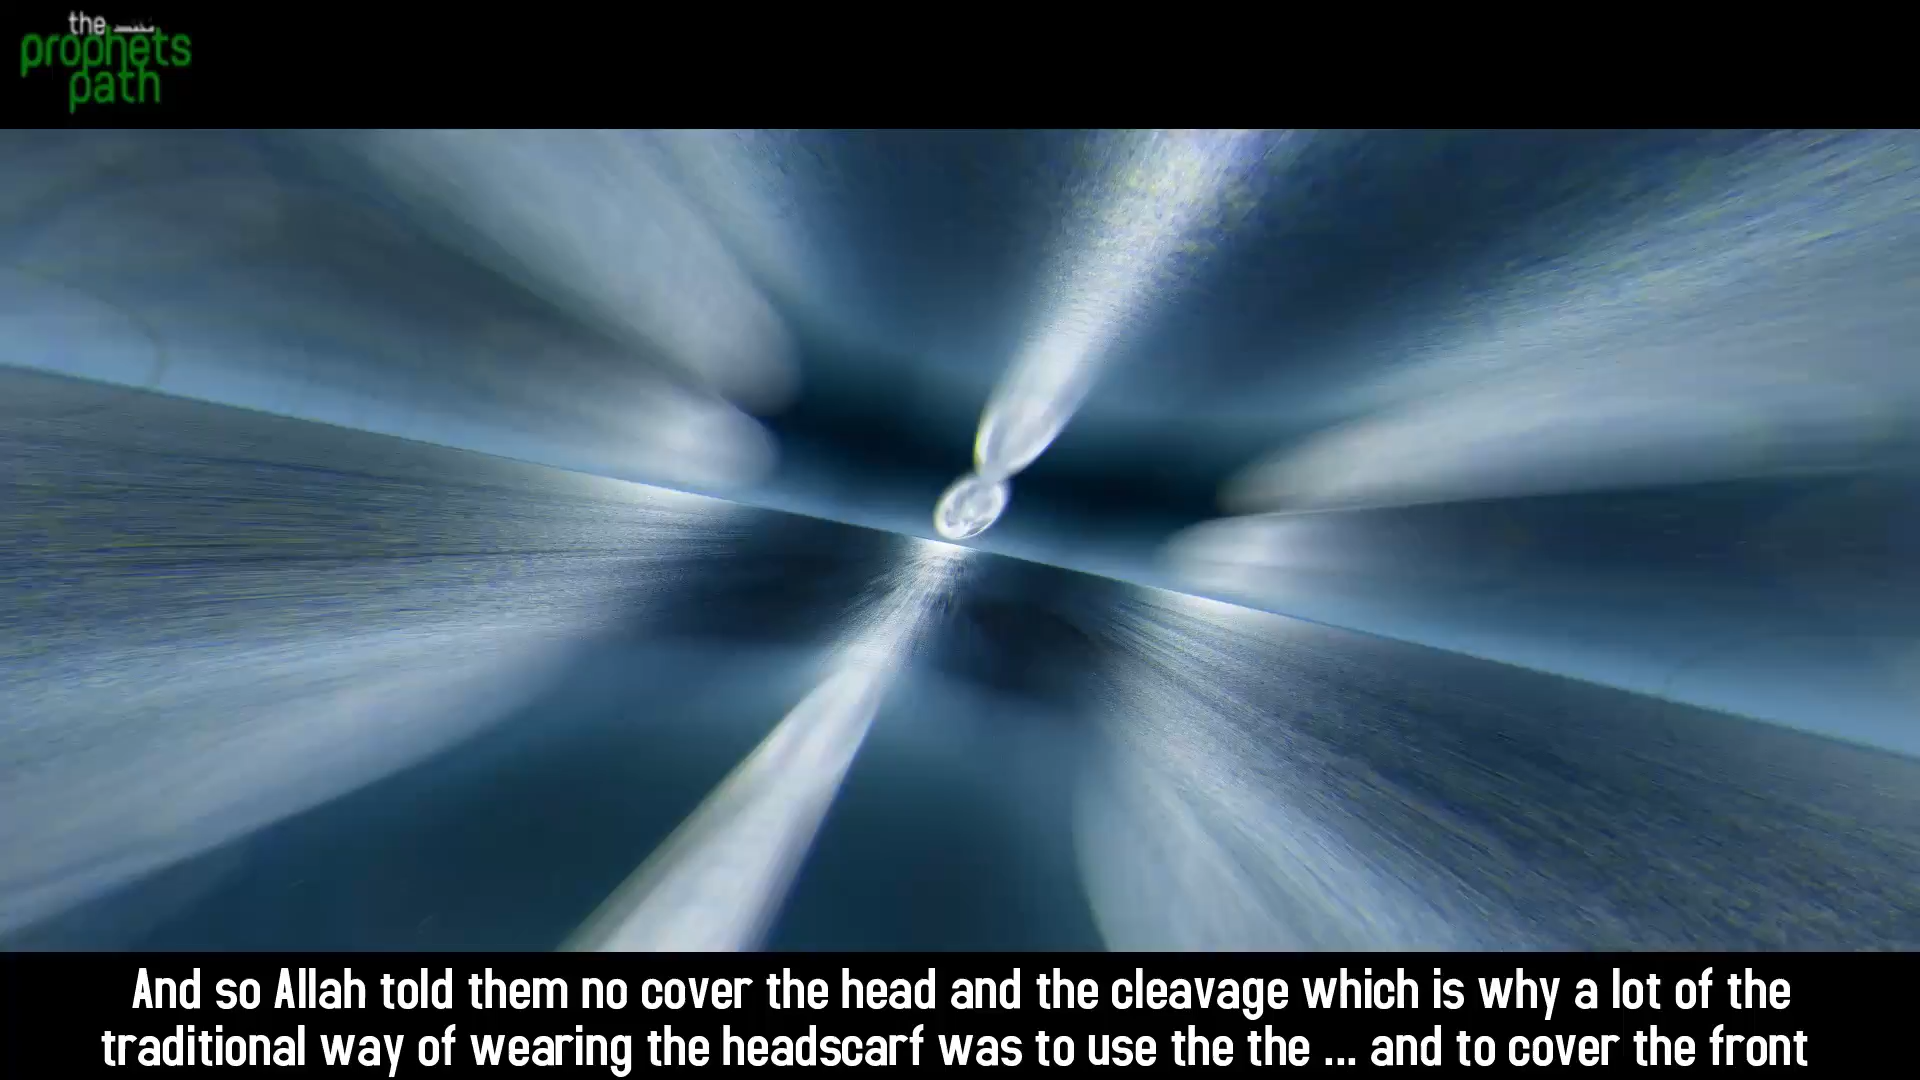 the
prophets
path
And so Allah told them no cover the head and the cleavage which is why a lot of the
traditional way of wearing the headscarf was to use the the ... and to cover the front